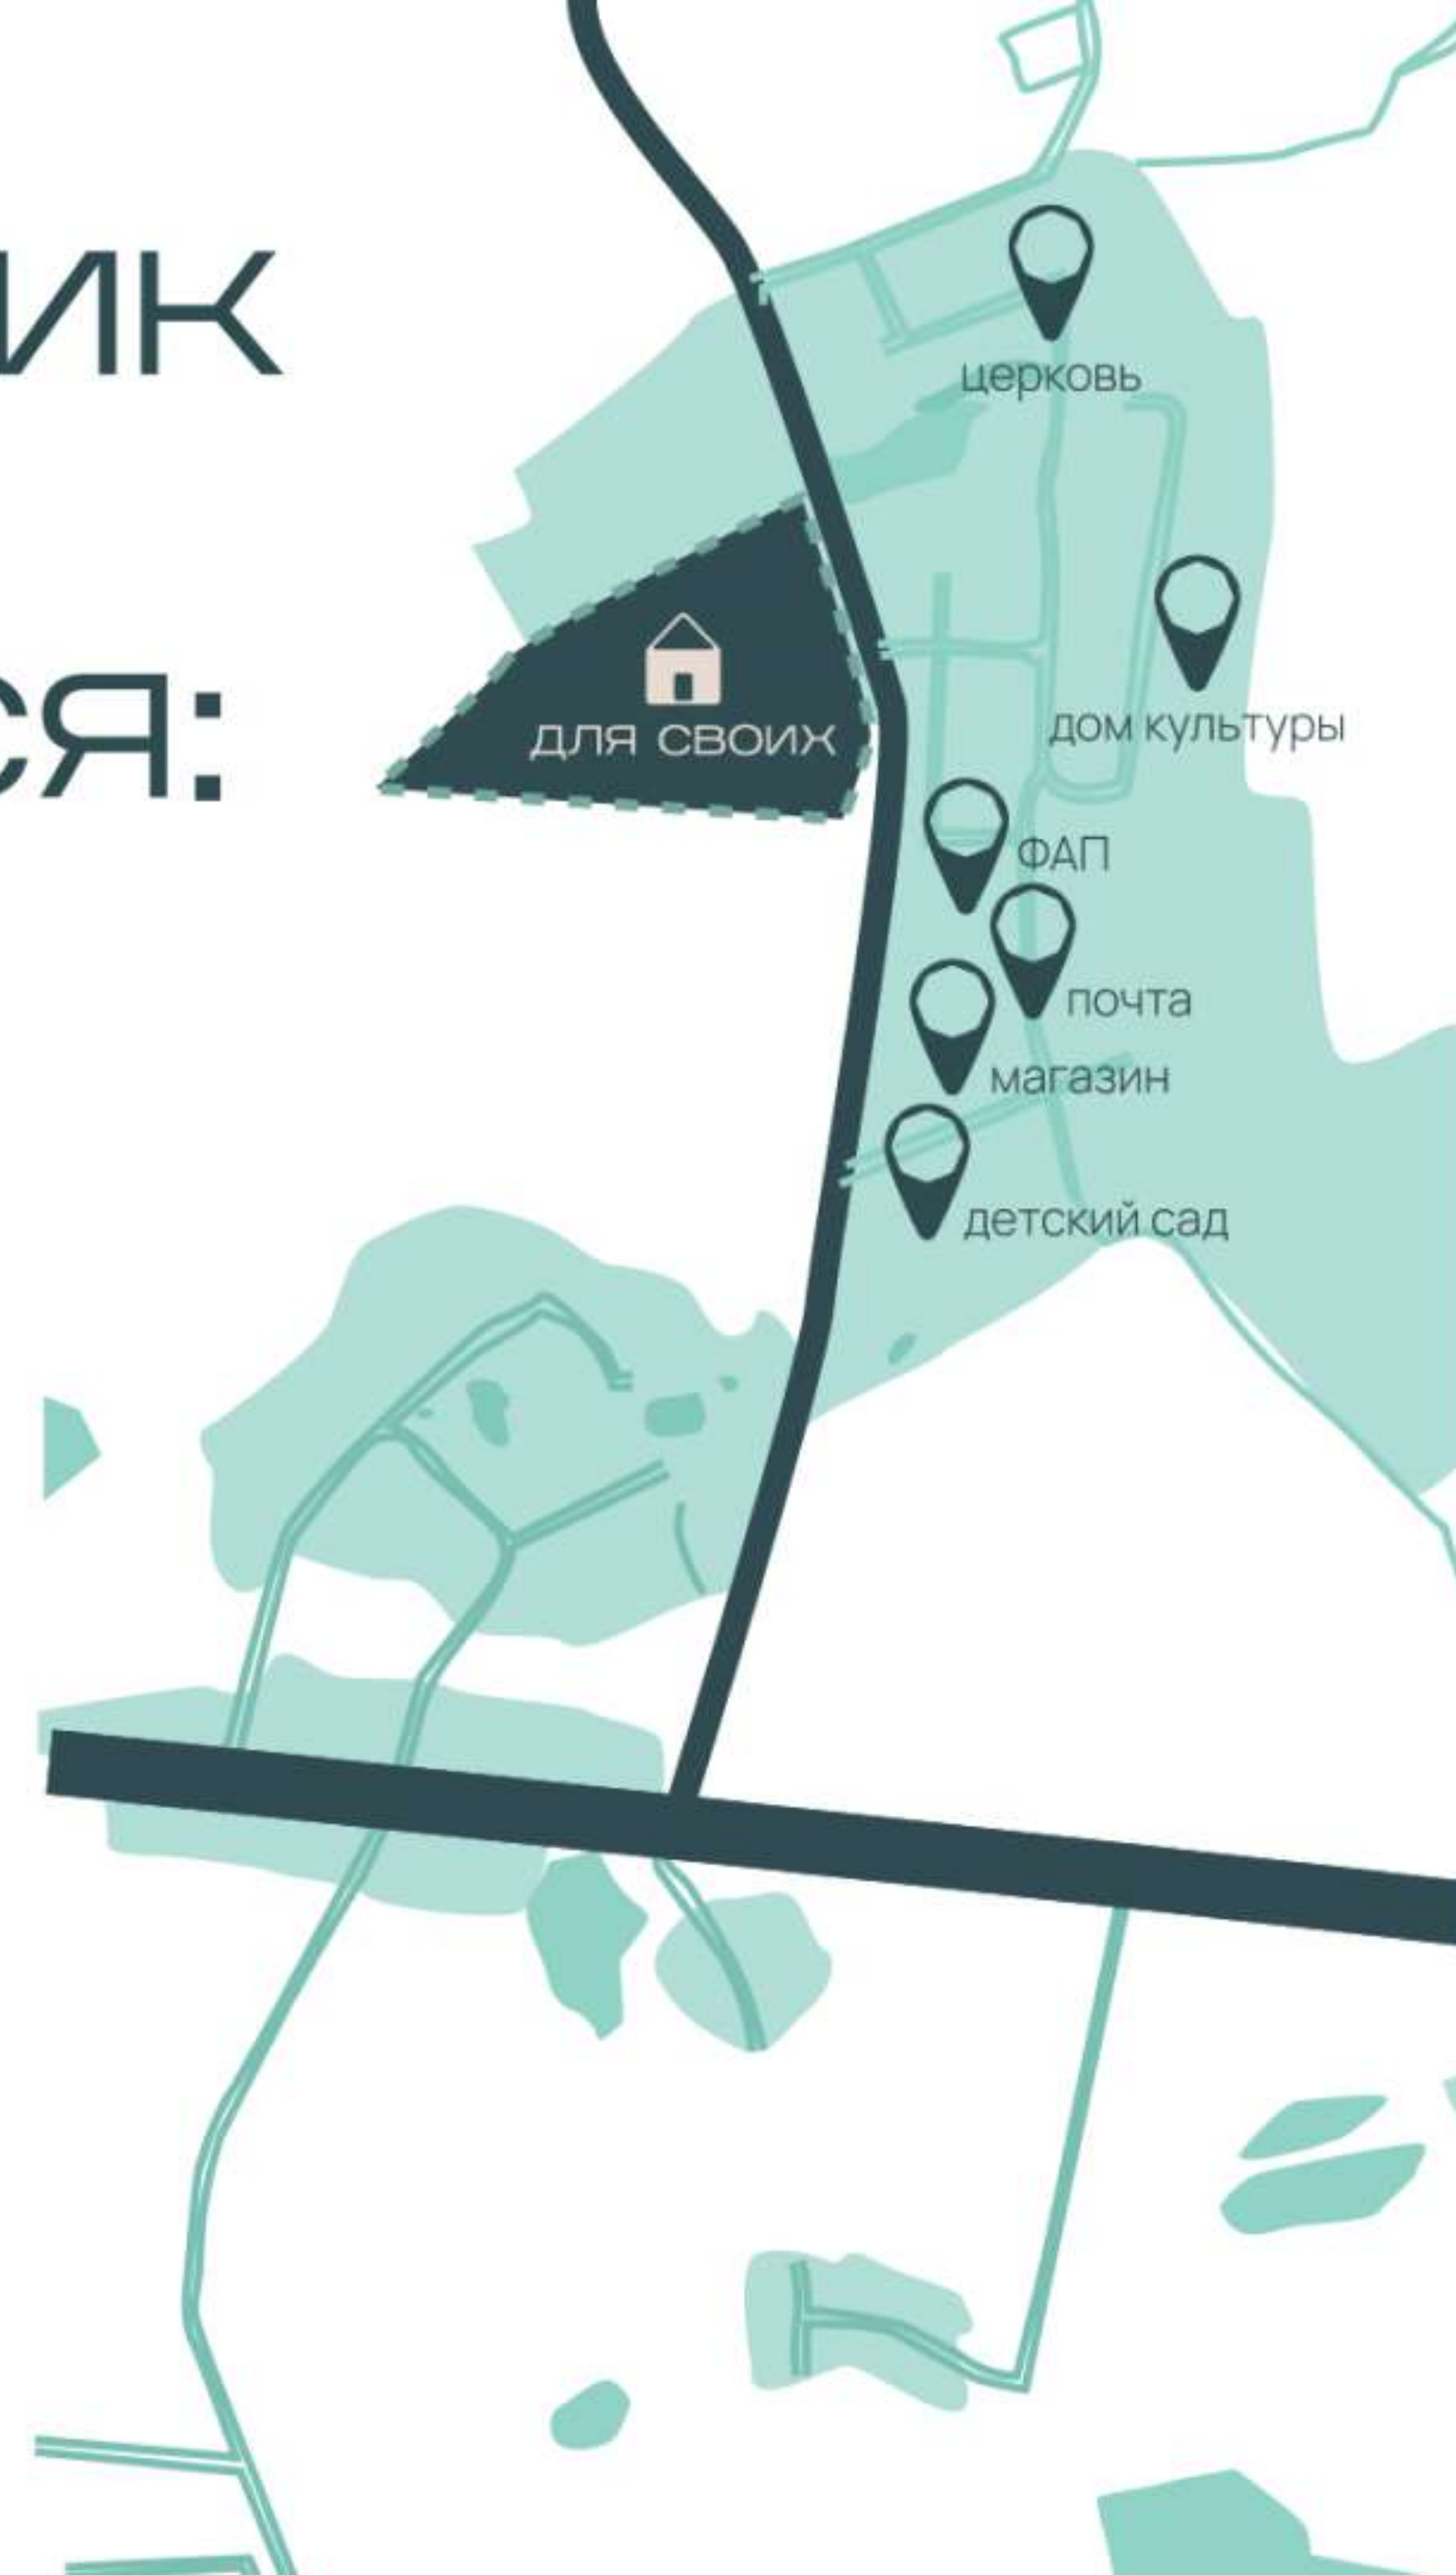 ИК
СЯ:
церковь
дом культуры
ДЛЯ СВОИХ
ФАП
почта
магазин
детский сад